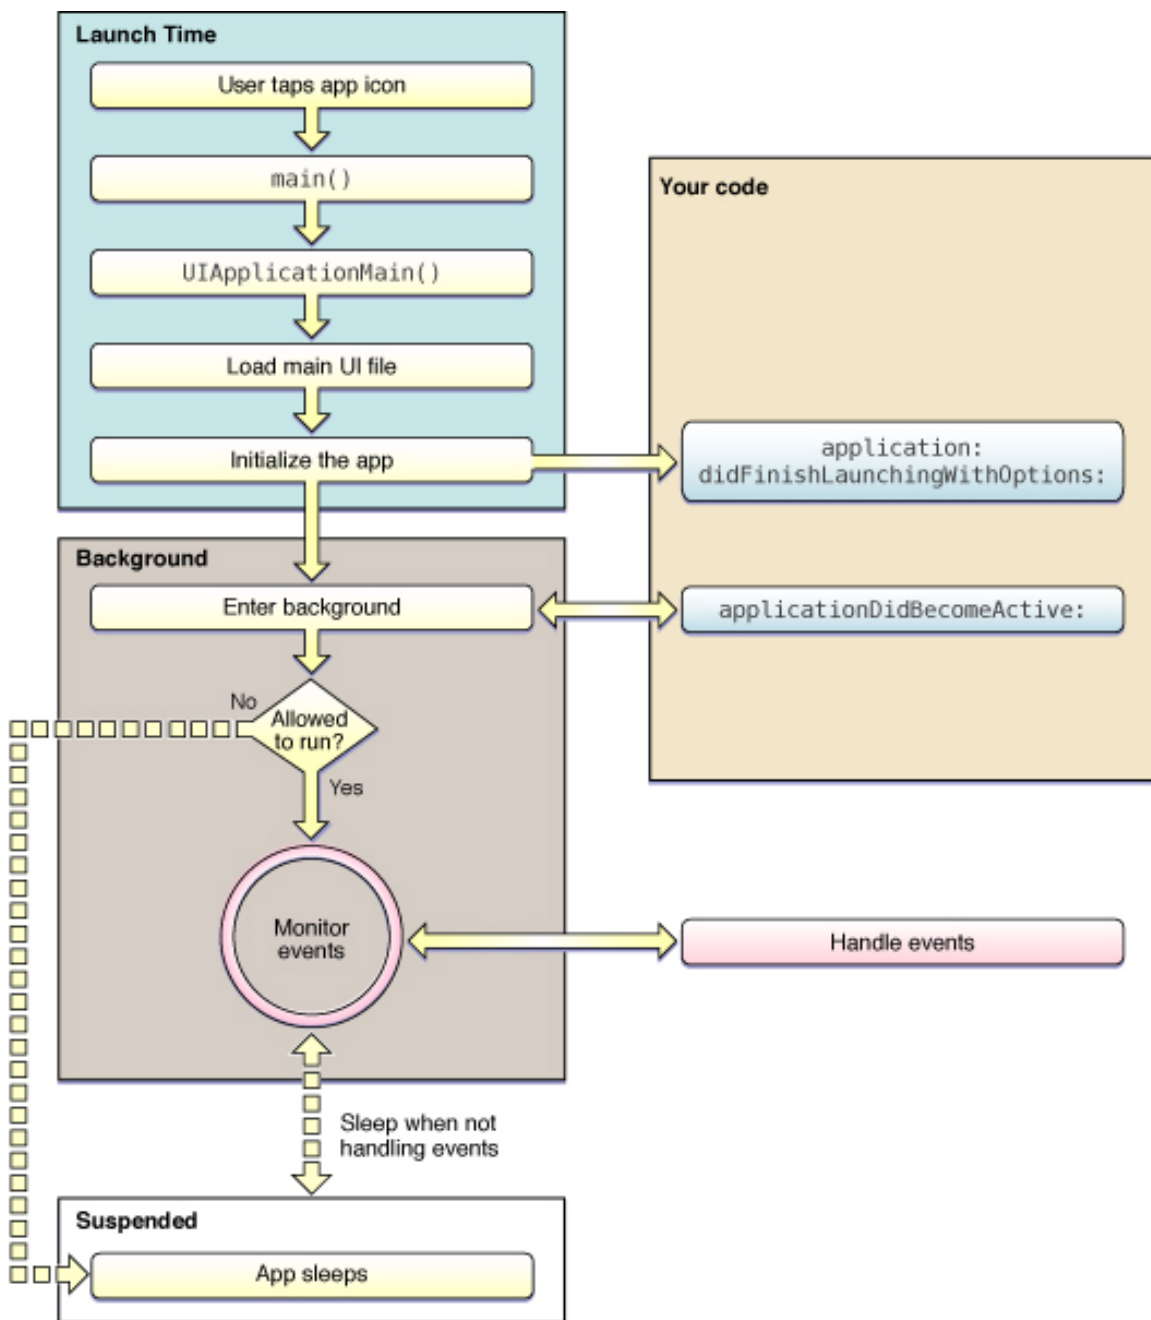 Launch Time
User taps app icon
main()
UIApplicationMain()
Load main UI file
Initialize the app
Your code
application:
didFinishLaunchingWithOptions:
Background
Enter background
applicationDidBecomeActive:
No
Allowed
to run?
Yes
Monitor
events
Handle events
Sleep when not
handling events
Suspended
App sleeps